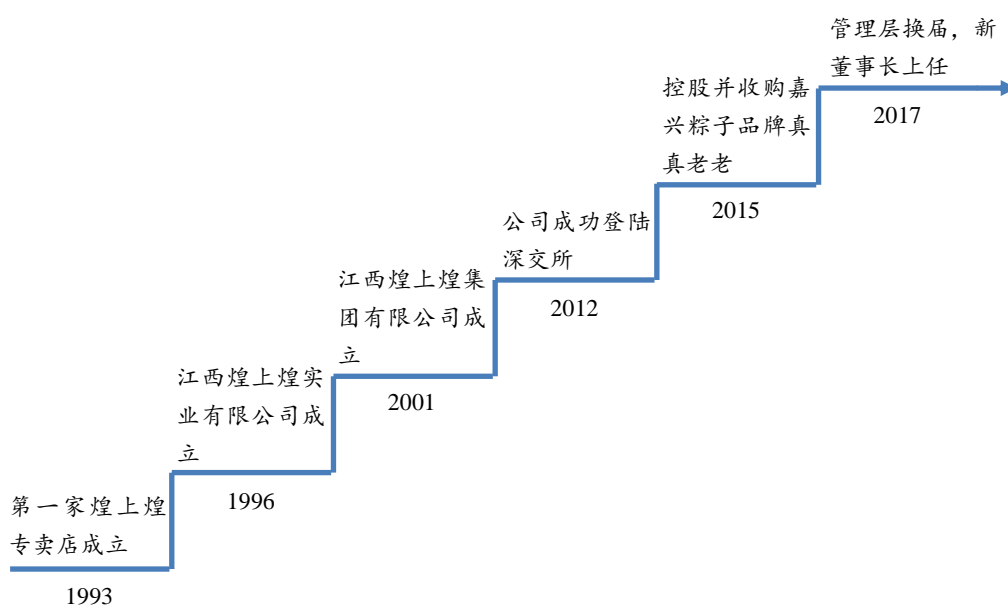 第一家煌上煌
专卖店成立
1993
江西煌上煌实
业有限公司成
立
1996
江西煌上煌集
团有限公司成
立
2001
公司成功登陆
深交所
2012
控股并收购嘉
兴粽子品牌真
真老老
2015
管理层换届，新
董事长上任
2017